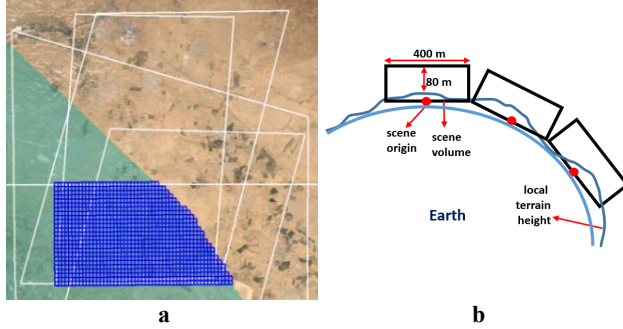 400 m
80 m
scene
origin
scene
volume
local
terrain
height
Earth
a
b